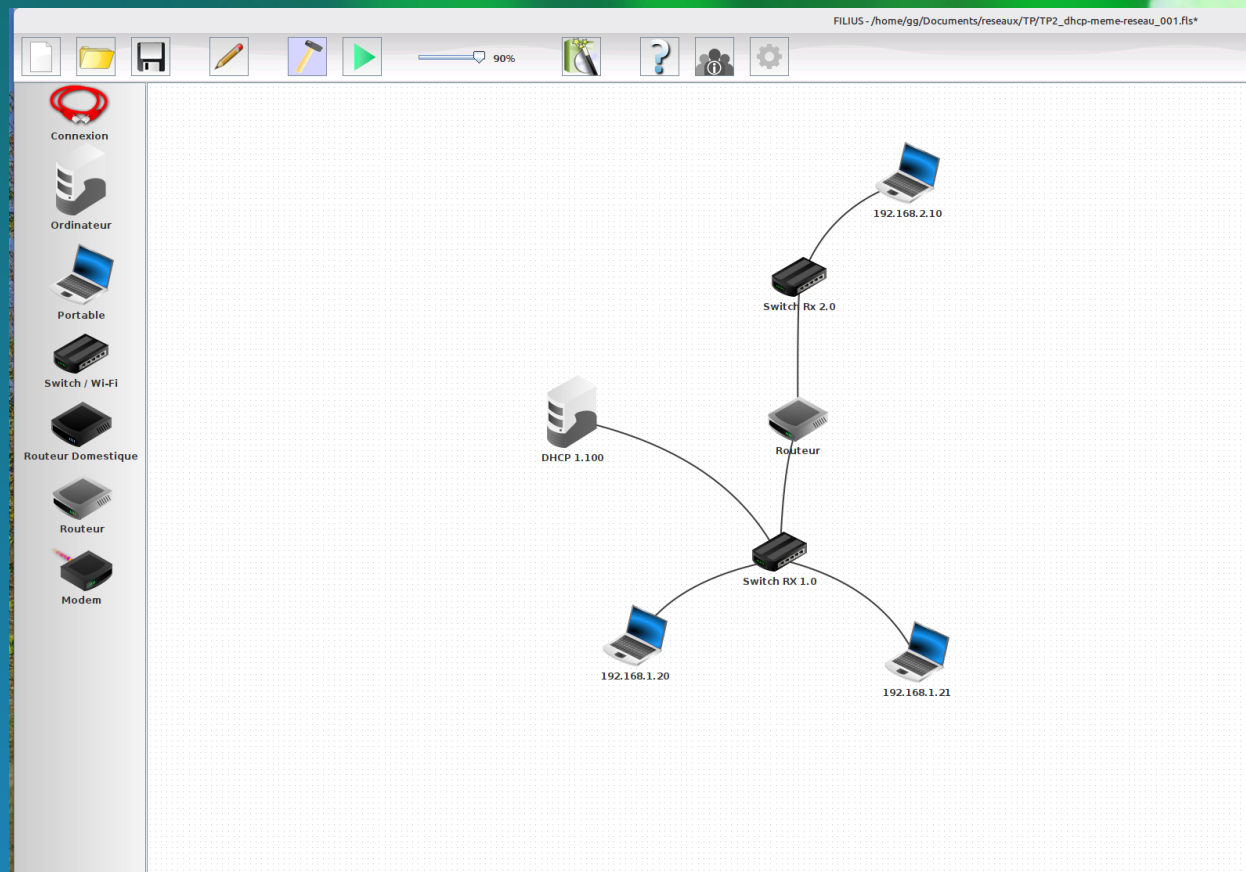 FILIUS - /home/gg/Documents/reseaux/TP/TP2_dhcp-meme-reseau_001.fls*
90%
Connexion
Ordinateur
Portable
Switch / Wi-Fi
Routeur Domestique
Routeur
Modem
192.168.2.10
Switch Rx 2.0
DHCP 1.100
Routeur
Switch RX 1.0
192.168.1.20
192.168.1.21